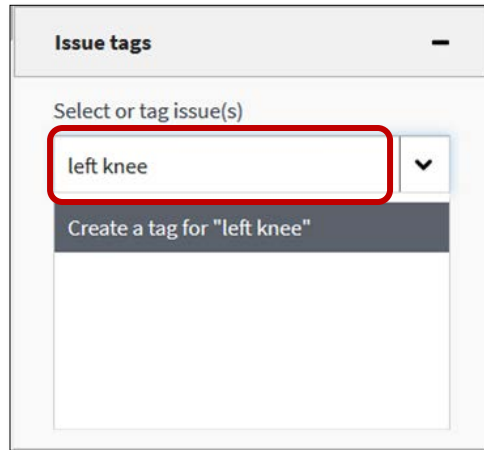 Issue tags
Select or tag issue(s)
left knee
Create a tag for "left knee"